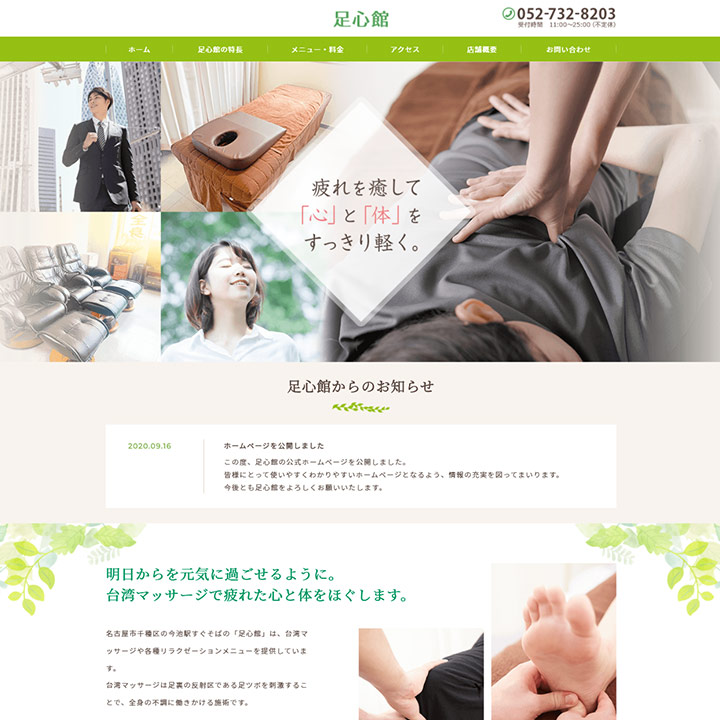 足心館
052-732-8203
受付時間 11:00〜25:00 (不定休)
ホーム
足心館の特長
メニュー・料金
アクセス
店舗概要
お問い合わせ
疲れを癒して
「心」と「体」を
すっきり軽く。
足心館からのお知らせ
2020.09.16
ホームページを公開しました
この度、足心館の公式ホームページを公開しました。
皆様にとって使いやすくわかりやすいホームページとなるよう、情報の充実を図ってまいります。
今後とも足心館をよろしくお願いいたします。
明日からを元気に過ごせるように。
台湾マッサージで疲れた心と体をほぐします。
名古屋市千種区の今池駅すぐそばの「足心館」は、台湾マ
ッサージや各種リラクゼーションメニューを提供していま
す。
台湾マッサージは足裏の反射区である足ツボを刺激するこ
とで、全身の不調に働きかける施術です。